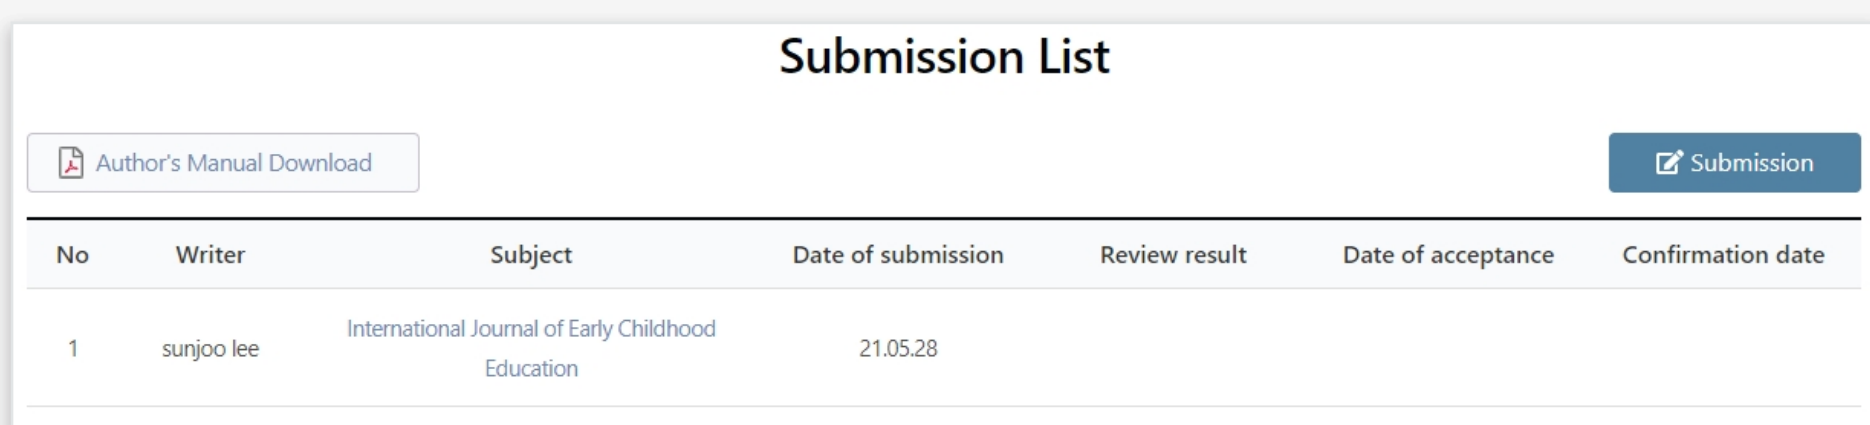 Submission List
Author's Manual Download
Submission
No Writer Subject Date of submission Review result Date of acceptance Confirmation date
1 sunjoo lee International Journal of Early Childhood 21.05.28
Education